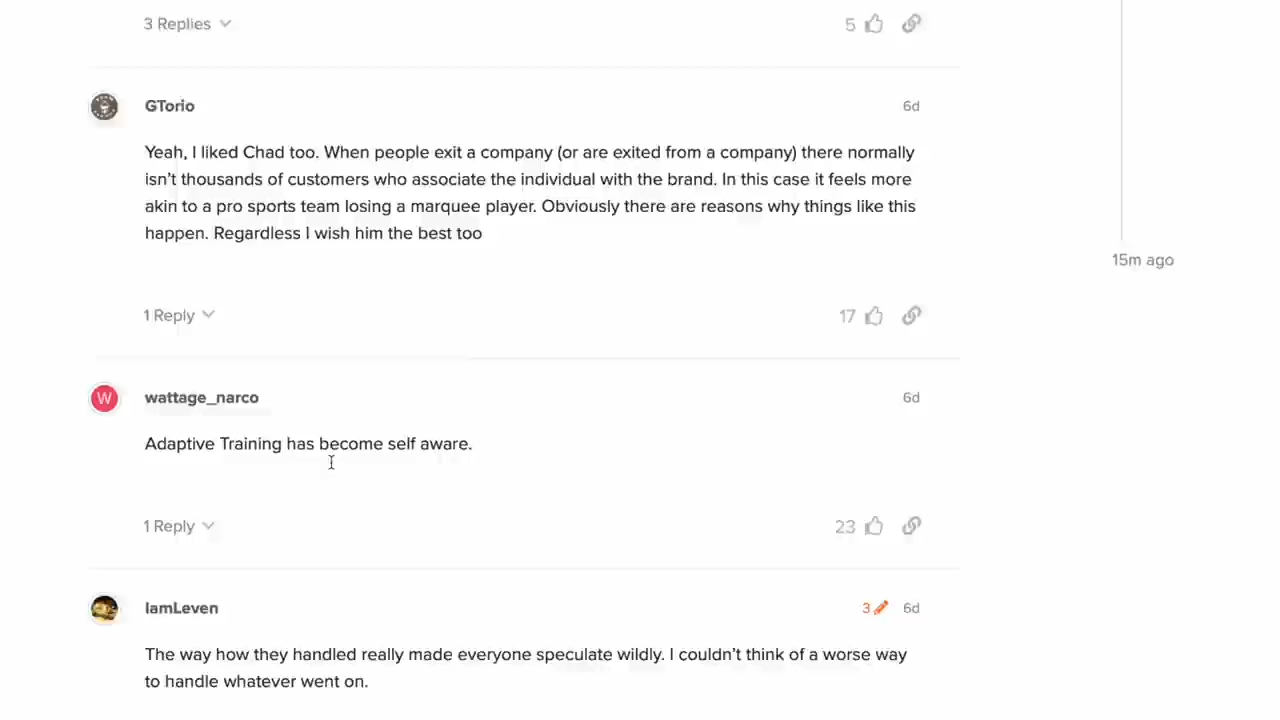 3 Replies
5
GTorio
6d
Yeah, I liked Chad too. When people exit a company (or are exited from a company) there normally
isn’t thousands of customers who associate the individual with the brand. In this case it feels more
akin to a pro sports team losing a marquee player. Obviously there are reasons why things like this
happen. Regardless I wish him the best too
15m ago
1 Reply
17
W
wattage_narco
6d
Adaptive Training has become self aware.
1 Reply
23
IamLeven
3
6d
The way how they handled really made everyone speculate wildly. I couldn’t think of a worse way
to handle whatever went on.